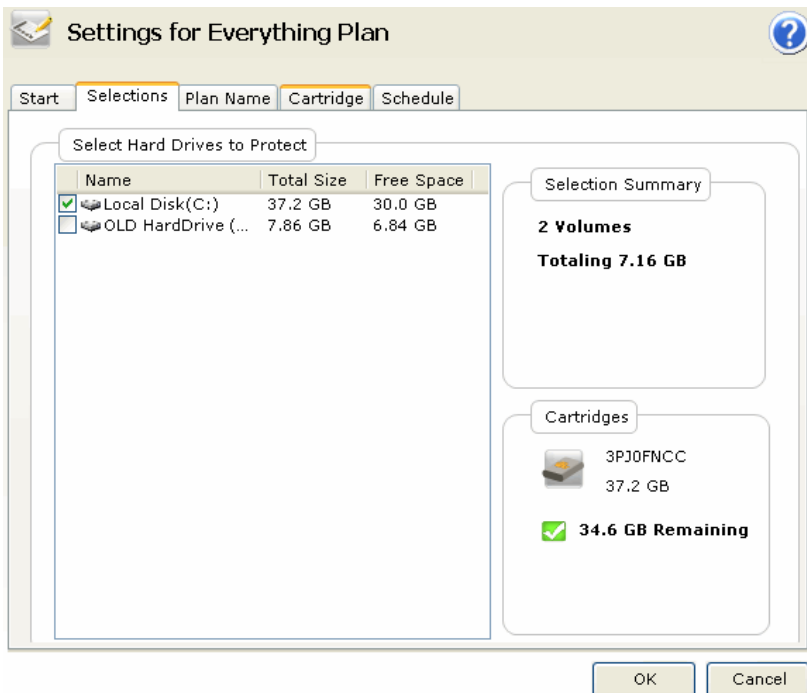 Settings for Everything Plan
?
Start Selections Plan Name Cartridge Schedule
Select Hard Drives to Protect
Name Total Size Free Space
Local Disk(C:) 37.2 GB 30.0 GB
OLD HardDrive (... 7.86 GB 6.84 GB
Selection Summary
2 Volumes
Totaling 7.16 GB
Cartridges
3PJ0FNCC
37.2 GB
34.6 GB Remaining
OK Cancel